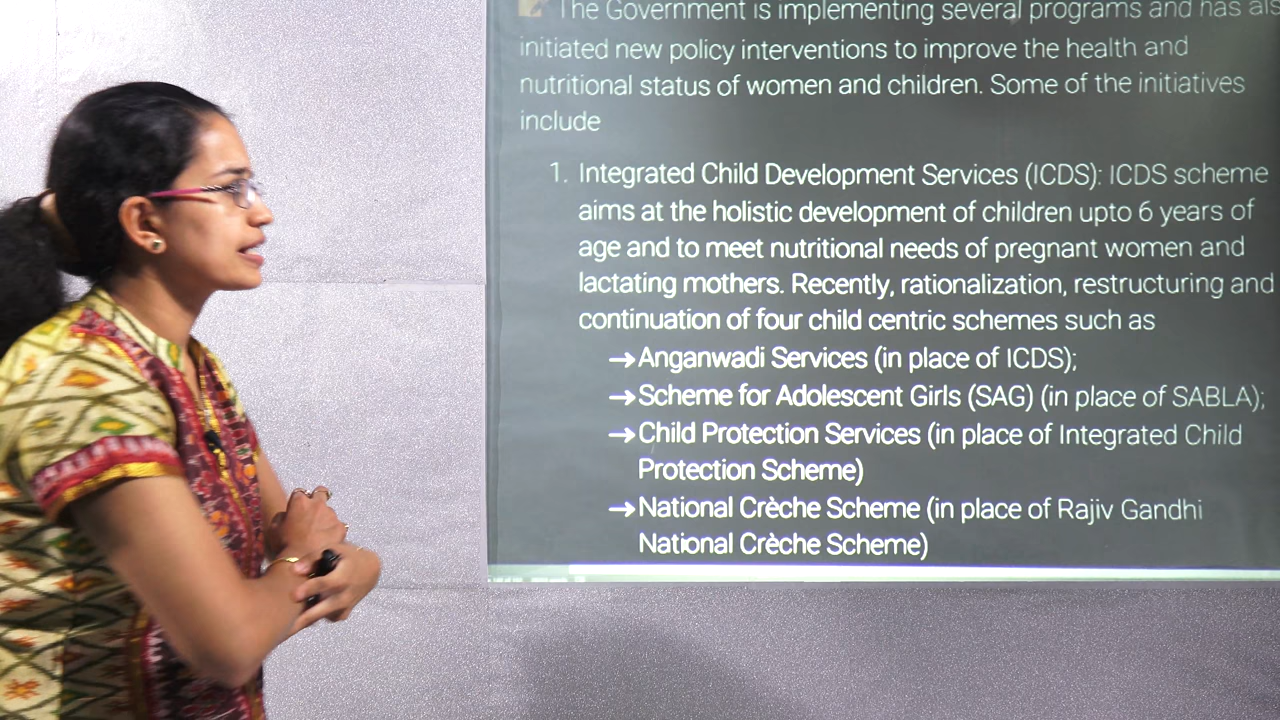 The Government is implementing several programs and has als
initiated new policy interventions to improve the health and
nutritional status of women and children. Some of the initiatives
include
1. Integrated Child Development Services (ICDS): ICDS scheme
aims at the holistic development of children upto 6 years of
age and to meet nutritional needs of pregnant women and
lactating mothers. Recently, rationalization, restructuring and
continuation of four child centric schemes such as
→Anganwadi Services (in place of ICDS);
→Scheme for Adolescent Girls (SAG) (in place of SABLA);
→Child Protection Services (in place of Integrated Child
Protection Scheme)
→National Crèche Scheme (in place of Rajiv Gandhi
National Crèche Scheme)